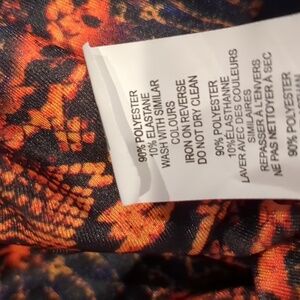 90% POLYESTER
10% ELASTANE
WASH WITH SIMILAR
COLOURS
IRON ON REVERSE
DO NOT DRY CLEAN
90% POLYESTER
10% ÉLASTHANNE
LAVER AVEC DES COULEURS
SIMILAIRES
REPASSER À L'ENVERS
NE PAS NETTOYER À SEC
90% POLYESTER